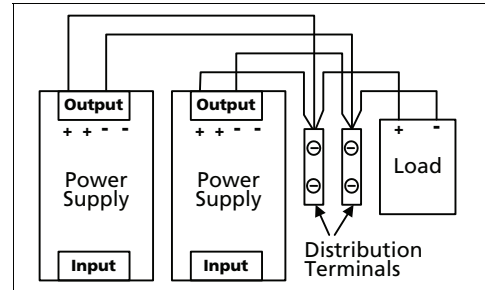 Output
+ + - -
Power
Supply
Input
Output
+ + - -
Power
Supply
Input
+ -
Load
Distribution
Terminals